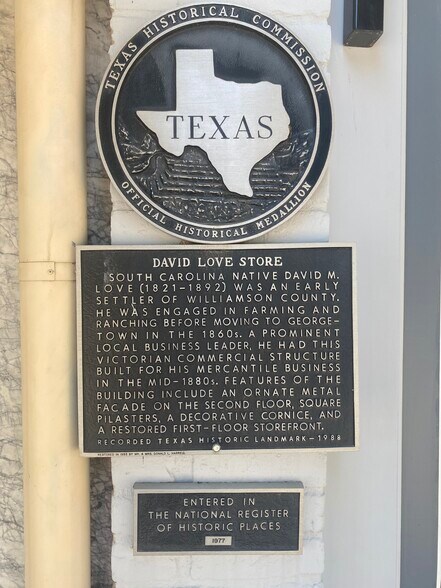 TEXAS HISTORICAL COMMISSION
TEXAS
OFFICIAL HISTORICAL MEDALLION
DAVID LOVE STORE
SOUTH CAROLINA NATIVE DAVID M.
LOVE (1821-1892) WAS AN EARLY
SETTLER OF WILLIAMSON COUNTY.
HE WAS ENGAGED IN FARMING AND
RANCHING BEFORE MOVING TO GEORGE-
TOWN IN THE 1860s. A PROMINENT
LOCAL BUSINESS LEADER, HE HAD THIS
VICTORIAN COMMERCIAL STRUCTURE
BUILT FOR HIS MERCANTILE BUSINESS
IN THE MID-1880s. FEATURES OF THE
BUILDING INCLUDE AN ORNATE METAL
FACADE ON THE SECOND FLOOR, SQUARE
PILASTERS, A DECORATIVE CORNICE, AND
A RESTORED FIRST-FLOOR STOREFRONT.
RECORDED TEXAS HISTORIC LANDMARK-1988
ENTERED IN
THE NATIONAL REGISTER
OF HISTORIC PLACES
1977